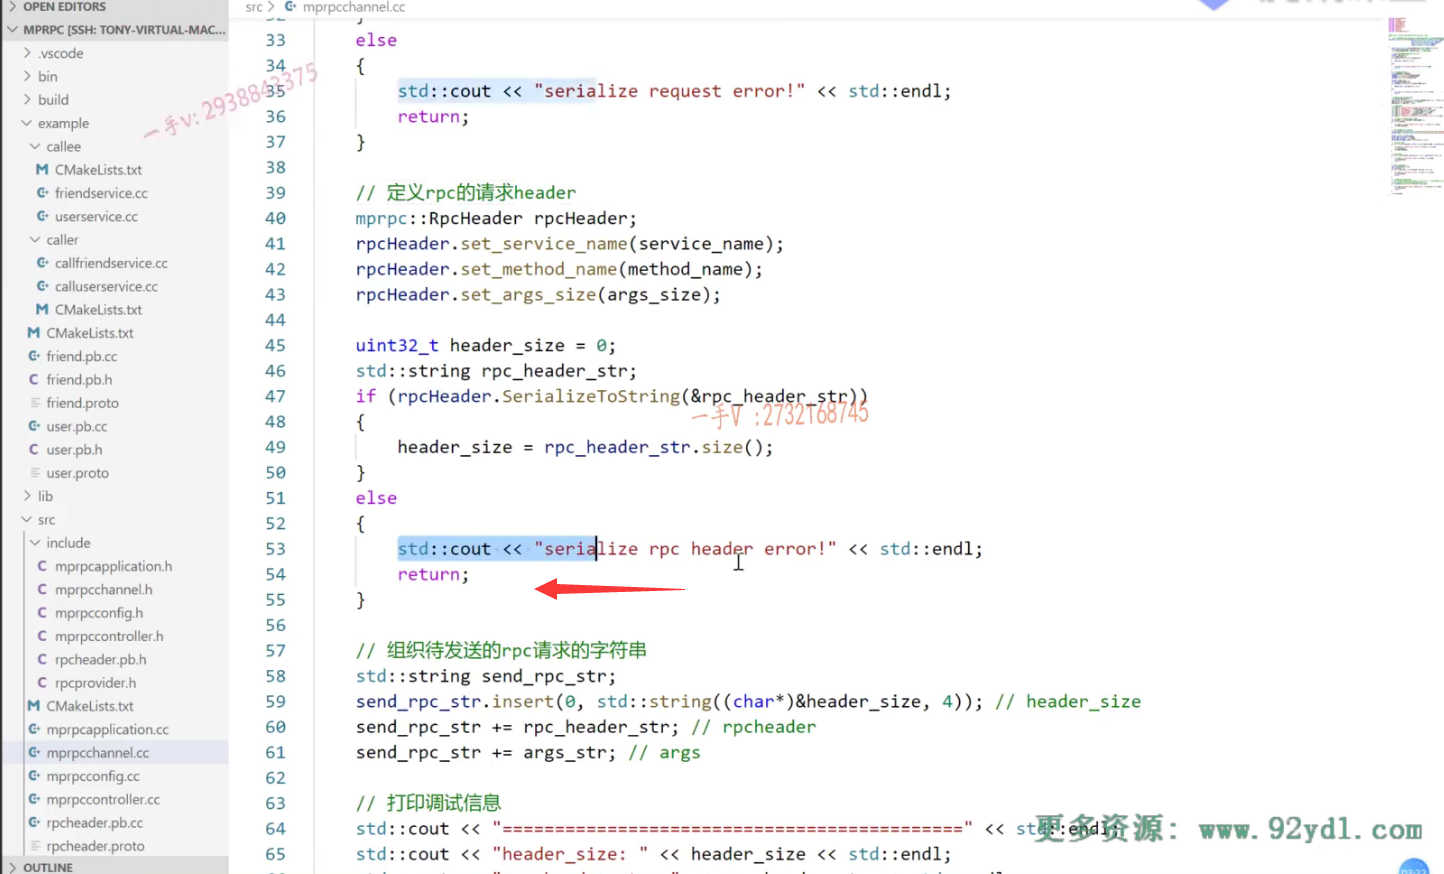 OPEN EDITORS
src > mprpcchannel.cc
MPRPC [SSH: TONY-VIRTUAL-MAC...
.vscode
bin
build
example
callee
CMakeLists.txt
friendservice.cc
userservice.cc
caller
callfriendservice.cc
calluserservice.cc
CMakeLists.txt
CMakeLists.txt
friend.pb.cc
friend.pb.h
friend.proto
user.pb.cc
user.pb.h
user.proto
lib
src
include
mprpcapplication.h
mprpcchannel.h
mprpcconfig.h
mprpccontroller.h
rpcheader.pb.h
rpcprovider.h
CMakeLists.txt
mprpcapplication.cc
mprpcchannel.cc
mprpcconfig.cc
mprpccontroller.cc
rpcheader.pb.cc
rpcheader.proto
OUTLINE
33 else
34 {
35 std::cout << "serialize request error!" << std::endl;
36 return;
37 }
38
39 // 定义rpc的请求header
40 mprpc::RpcHeader rpcHeader;
41 rpcHeader.set_service_name(service_name);
42 rpcHeader.set_method_name(method_name);
43 rpcHeader.set_args_size(args_size);
44
45 uint32_t header_size = 0;
46 std::string rpc_header_str;
47 if (rpcHeader.SerializeToString(&rpc_header_str))
48 {
49 header_size = rpc_header_str.size();
50 }
51 else
52 {
53 std::cout << "serialize rpc header error!" << std::endl;
54 return;
55 }
56
57 // 组织待发送的rpc请求的字符串
58 std::string send_rpc_str;
59 send_rpc_str.insert(0, std::string((char*)&header_size, 4)); // header_size
60 send_rpc_str += rpc_header_str; // rpcheader
61 send_rpc_str += args_str; // args
62
63 // 打印调试信息
64 std::cout << "============================================" << std::endl;
65 std::cout << "header_size: " << header_size << std::endl;
一手V: 2938843375
一手V :2732168745
更多资源: www.92ydl.com